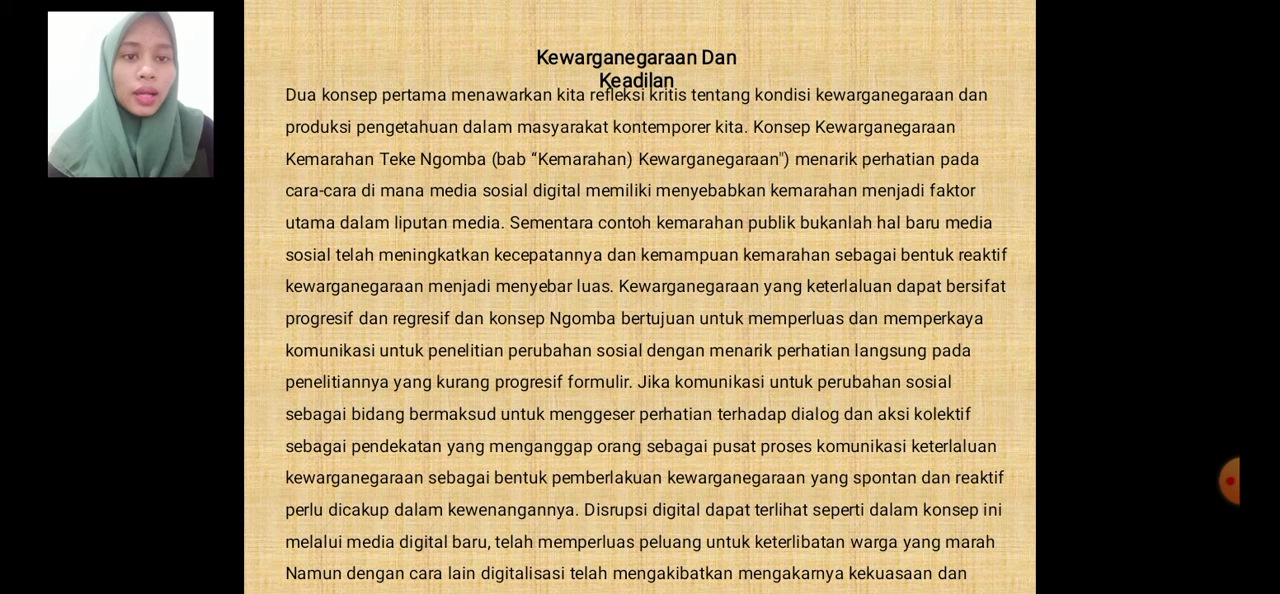 Kewarganegaraan Dan
Keadilan
Dua konsep pertama menawarkan kita refleksi kritis tentang kondisi kewarganegaraan dan
produksi pengetahuan dalam masyarakat kontemporer kita. Konsep Kewarganegaraan
Kemarahan Teke Ngomba (bab “Kemarahan) Kewarganegaraan") menarik perhatian pada
cara-cara di mana media sosial digital memiliki menyebabkan kemarahan menjadi faktor
utama dalam liputan media. Sementara contoh kemarahan publik bukanlah hal baru media
sosial telah meningkatkan kecepatannya dan kemampuan kemarahan sebagai bentuk reaktif
kewarganegaraan menjadi menyebar luas. Kewarganegaraan yang keterlaluan dapat bersifat
progresif dan regresif dan konsep Ngomba bertujuan untuk memperluas dan memperkaya
komunikasi untuk penelitian perubahan sosial dengan menarik perhatian langsung pada
penelitiannya yang kurang progresif formulir. Jika komunikasi untuk perubahan sosial
sebagai bidang bermaksud untuk menggeser perhatian terhadap dialog dan aksi kolektif
sebagai pendekatan yang menganggap orang sebagai pusat proses komunikasi keterlaluan
kewarganegaraan sebagai bentuk pemberlakuan kewarganegaraan yang spontan dan reaktif
perlu dicakup dalam kewenangannya. Disrupsi digital dapat terlihat seperti dalam konsep ini
melalui media digital baru, telah memperluas peluang untuk keterlibatan warga yang marah
Namun dengan cara lain digitalisasi telah mengakibatkan mengakarnya kekuasaan dan